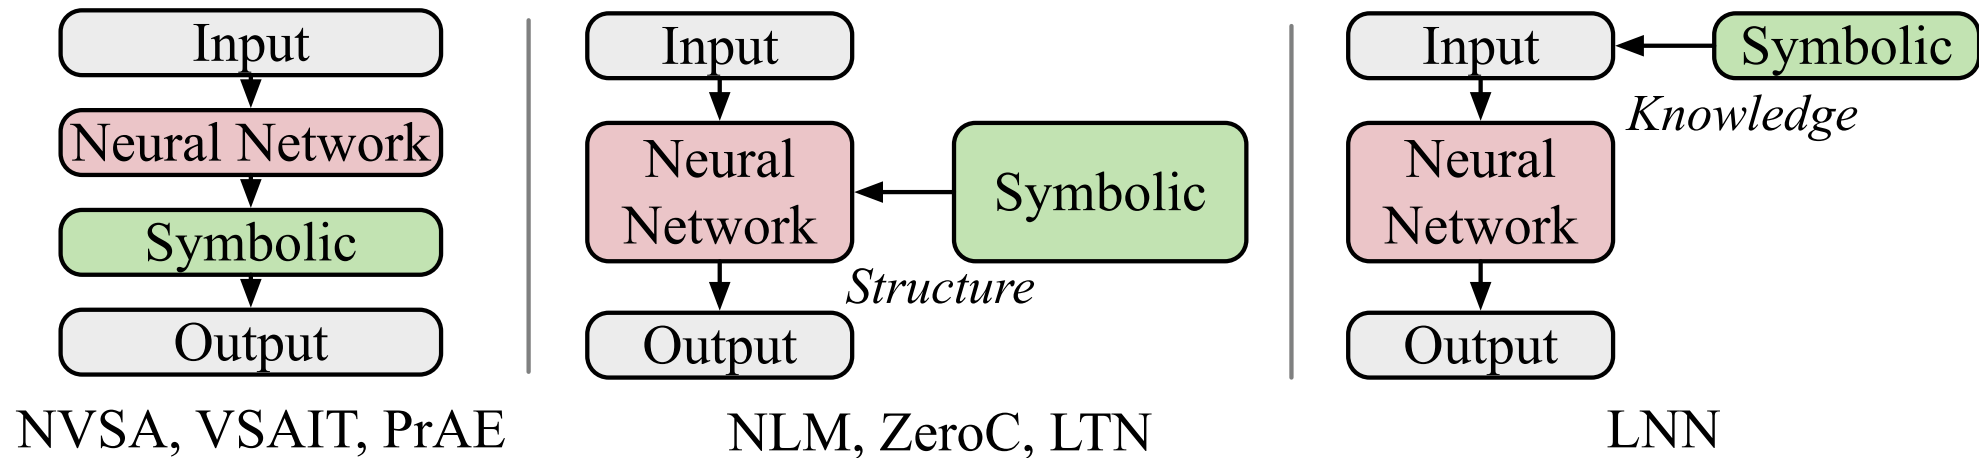 Input
Neural Network
Symbolic
Output
NVSA, VSAIT, PrAE
Input
Neural
Network
Symbolic
Structure
Output
NLM, ZeroC, LTN
Input
Symbolic
Knowledge
Neural
Network
Output
LNN